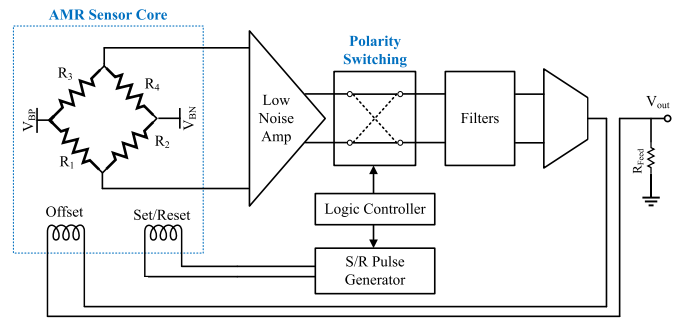 AMR Sensor Core
R3
R4
VBP
VBN
R1
R2
Offset
Set/Reset
Low
Noise
Amp
Polarity
Switching
Filters
Logic Controller
S/R Pulse
Generator
Vout
RFeed